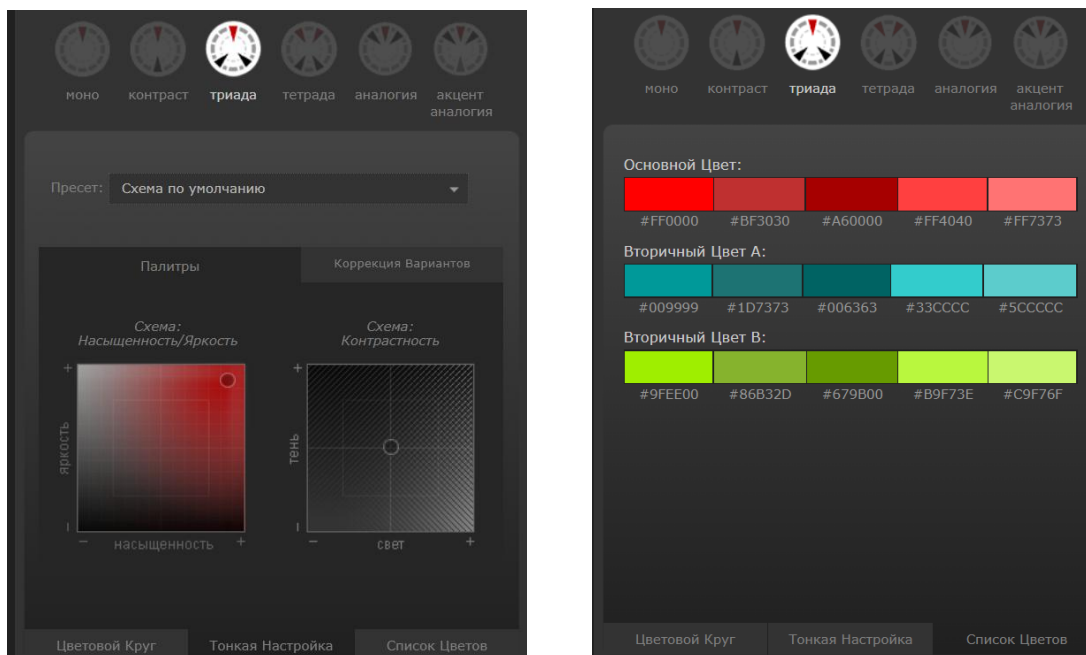 моно контраст триада тетрада аналогия акцент аналогия
Пресет: Схема по умолчанию
Палитры Коррекция Вариантов
Схема: Насыщенность/Яркость Схема: Контрастность
+ +
яркость тень
– –
– насыщенность + – свет +
Цветовой Круг Тонкая Настройка Список Цветов
моно контраст триада тетрада аналогия акцент аналогия
Основной Цвет:
#FF0000 #BF3030 #A60000 #FF4040 #FF7373
Вторичный Цвет A:
#009999 #1D7373 #006363 #33CCCC #5CCCCC
Вторичный Цвет B:
#9FEE00 #86B32D #679B00 #B9F73E #C9F76F
Цветовой Круг Тонкая Настройка Список Цветов